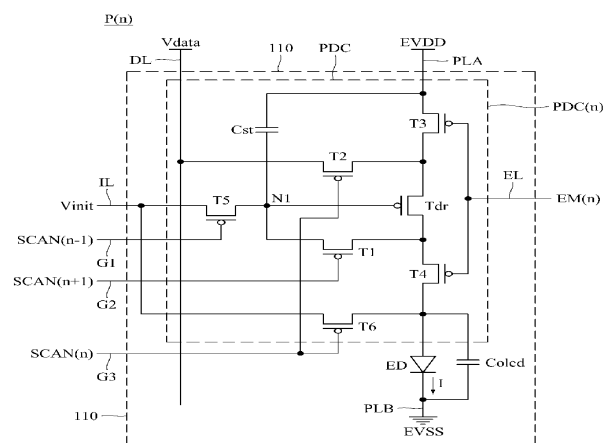 P(n)
Vdata
EVDD
DL
110
PDC
PLA
PDC(n)
Cst
T3
T2
IL
EL
Vinit
T5
N1
Tdr
EM(n)
SCAN(n-1)
G1
T1
SCAN(n+1)
G2
T4
T6
SCAN(n)
G3
ED
Coled
I
110
PLB
EVSS